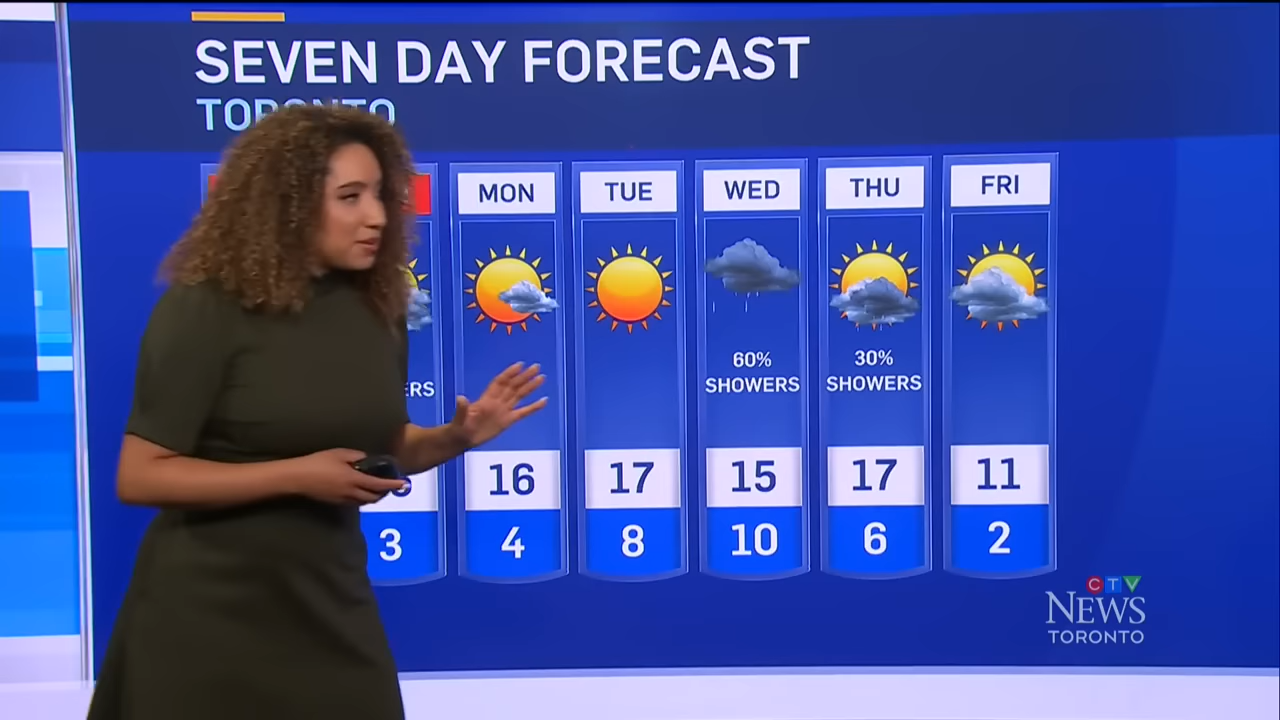 SEVEN DAY FORECAST
TORONTO
MON TUE WED THU FRI
60% 30%
SHOWERS SHOWERS
16 17 15 17 11
3 4 8 10 6 2
CTV
NEWS
TORONTO